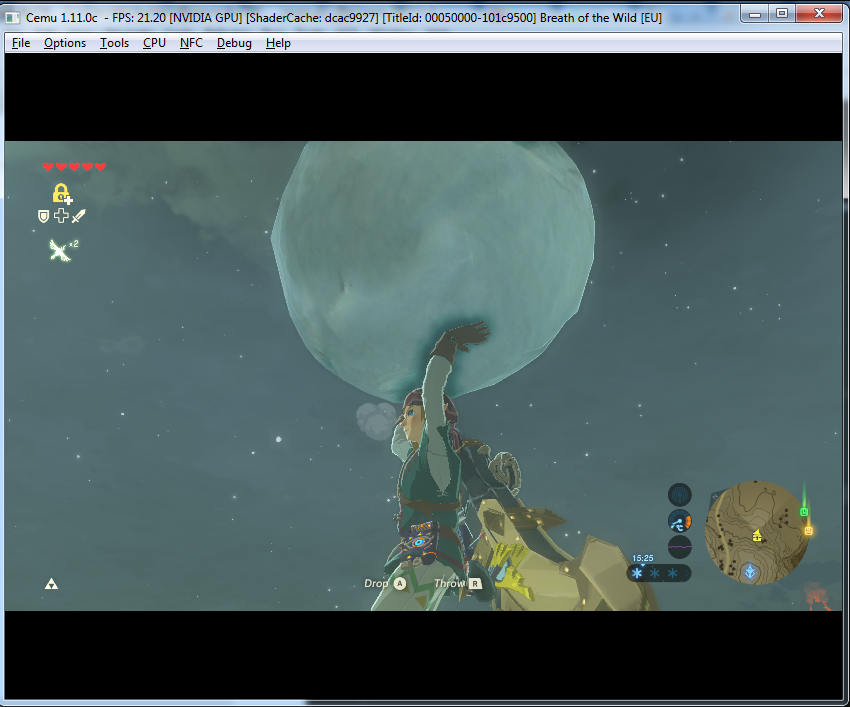 Cemu 1.11.0c - FPS: 21.20 [NVIDIA GPU] [ShaderCache: dcac9927] [TitleId: 00050000-101c9500] Breath of the Wild [EU]
File Options Tools CPU NFC Debug Help
×2
15:25
Drop A Throw R